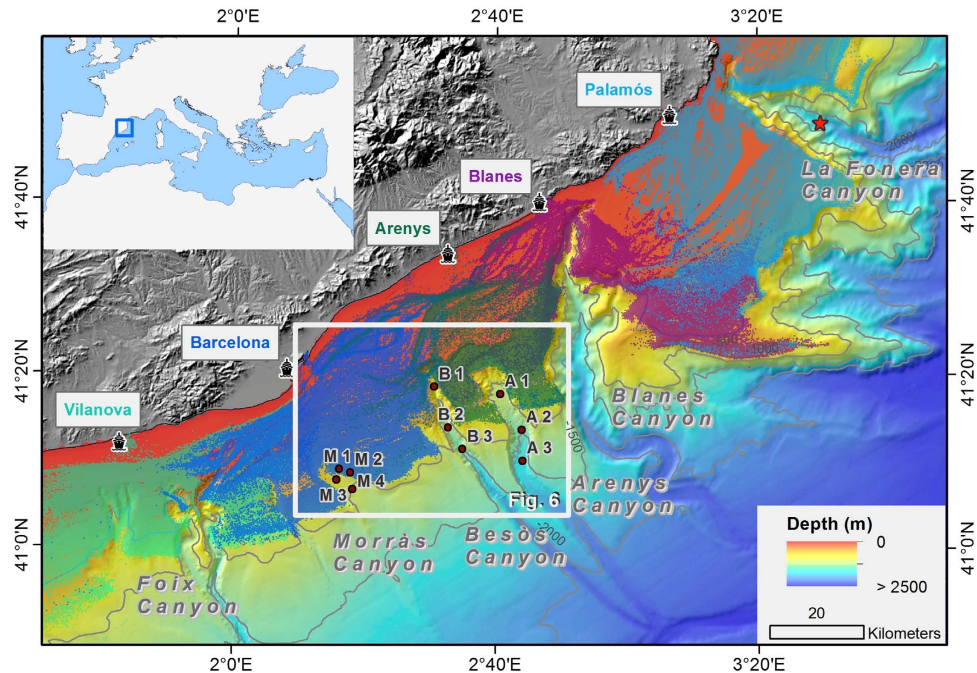 2°0'E 2°40'E 3°20'E
Palamós
-2000
La Fonera
Canyon
Blanes
41°40'N 41°40'N
Arenys
Barcelona
-1000
41°20'N 41°20'N
B 1 A 1
Blanes
Canyon
Vilanova
B 2 A 2
B 3 A 3
-1500
M 1 M 2
M 3 M 4
Fig. 6
Arenys
Canyon
-2000
Morràs
Canyon
Besòs
Canyon
41°0'N 41°0'N
Foix
Canyon
Depth (m)
0
> 2500
20
Kilometers
2°0'E 2°40'E 3°20'E